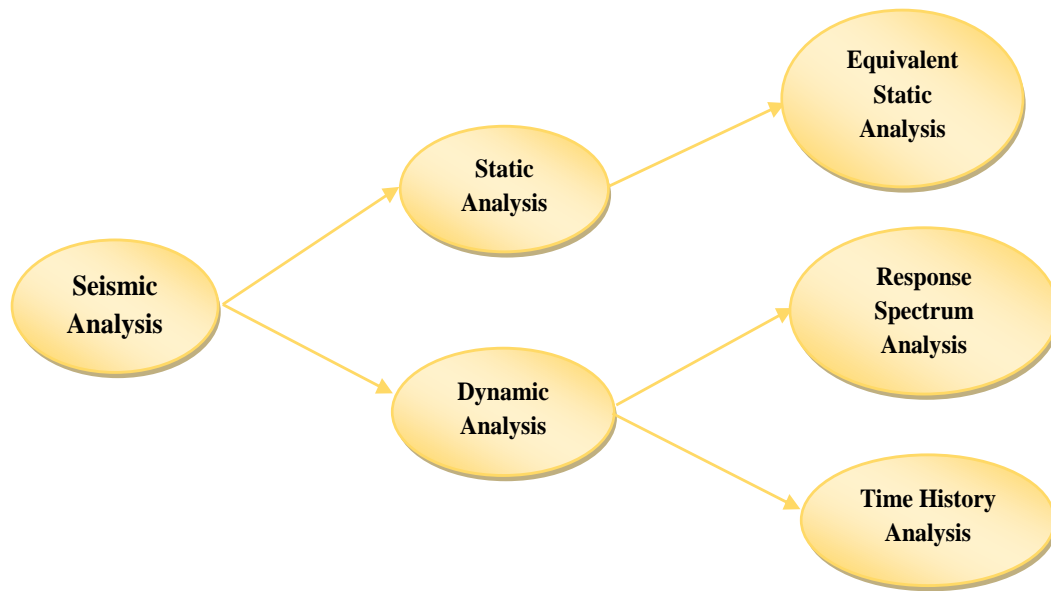 Seismic
Analysis
Static
Analysis
Equivalent
Static
Analysis
Dynamic
Analysis
Response
Spectrum
Analysis
Time History
Analysis